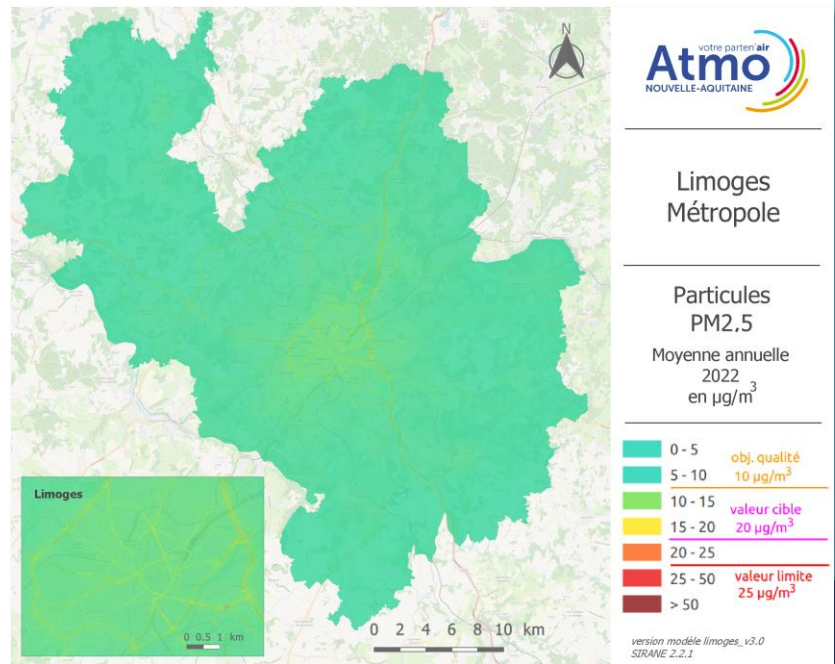 N
votre parten'air
Atmo
NOUVELLE-AQUITAINE
Limoges
Métropole
Particules
PM2,5
Moyenne annuelle
2022
en µg/m³
0 - 5
5 - 10
obj. qualité
10 µg/m³
10 - 15
15 - 20
valeur cible
20 µg/m³
20 - 25
25 - 50
valeur limite
25 µg/m³
> 50
version modèle limoges_v3.0
SIRANE 2.2.1
Limoges
0 0.5 1 km
0 2 4 6 8 10 km